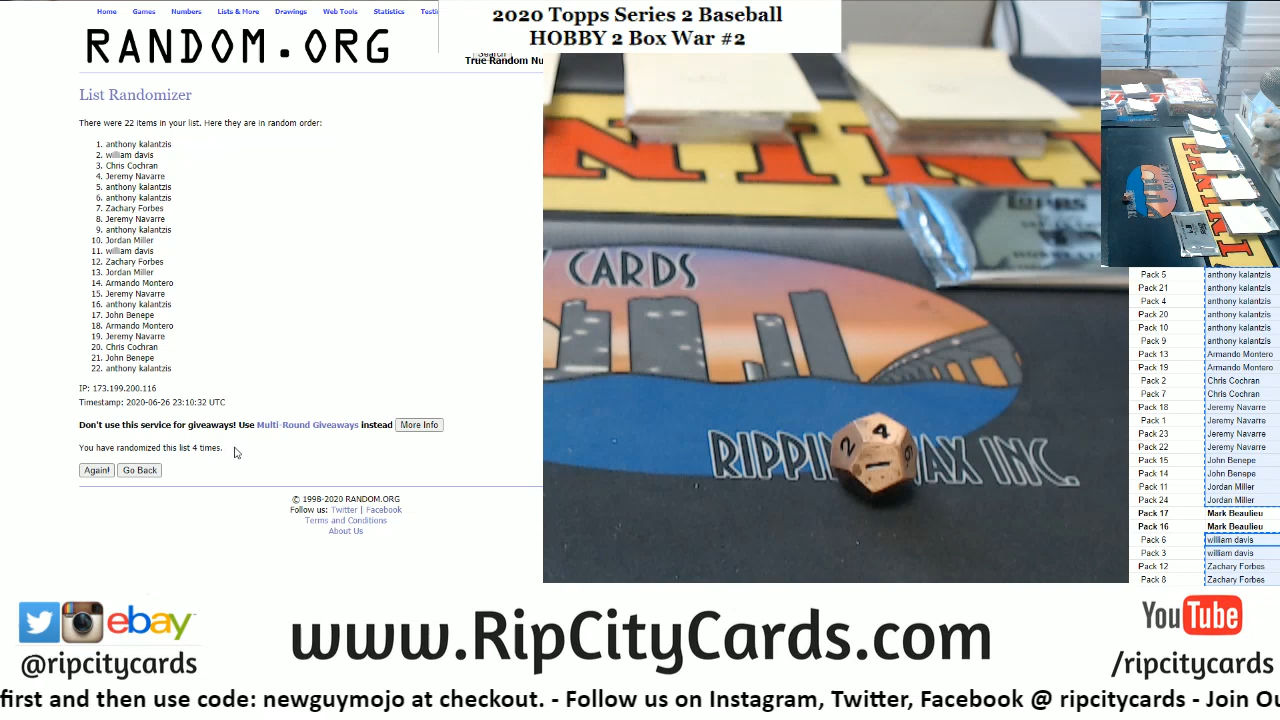 Home Games Numbers Lists & More Drawings Web Tools Statistics
2020 Topps Series 2 Baseball
HOBBY 2 Box War #2
RANDOM.ORG
Search
True Random Nu
List Randomizer
There were 22 items in your list. Here they are in random order:
1. anthony kalantzis
2. william davis
3. Chris Cochran
4. Jeremy Navarre
5. anthony kalantzis
6. anthony kalantzis
7. Zachary Forbes
8. Jeremy Navarre
9. anthony kalantzis
10. Jordan Miller
11. william davis
12. Zachary Forbes
13. Jordan Miller
14. Armando Montero
15. Jeremy Navarre
16. anthony kalantzis
17. John Benepe
18. Armando Montero
19. Jeremy Navarre
20. Chris Cochran
21. John Benepe
22. anthony kalantzis
IP: 173.199.200.116
Timestamp: 2020-06-26 23:10:32 UTC
Don't use this service for giveaways! Use Multi-Round Giveaways instead More Info
You have randomized this list 4 times.
Again! Go Back
© 1998-2020 RANDOM.ORG
Follow us: Twitter | Facebook
Terms and Conditions
About Us
topps
CARDS
2 4
RIPPIN WAX INC.
PANINI
Pack 5 anthony kalantzis
Pack 21 anthony kalantzis
Pack 4 anthony kalantzis
Pack 20 anthony kalantzis
Pack 10 anthony kalantzis
Pack 9 anthony kalantzis
Pack 13 Armando Montero
Pack 19 Armando Montero
Pack 2 Chris Cochran
Pack 7 Chris Cochran
Pack 18 Jeremy Navarre
Pack 1 Jeremy Navarre
Pack 23 Jeremy Navarre
Pack 22 Jeremy Navarre
Pack 15 John Benepe
Pack 14 John Benepe
Pack 11 Jordan Miller
Pack 24 Jordan Miller
Pack 17 Mark Beaulieu
Pack 16 Mark Beaulieu
Pack 6 william davis
Pack 3 william davis
Pack 12 Zachary Forbes
Pack 8 Zachary Forbes
ebay
@ripcitycards
www.RipCityCards.com
YouTube
/ripcitycards
first and then use code: newguymojo at checkout. - Follow us on Instagram, Twitter, Facebook @ ripcitycards - Join Ou